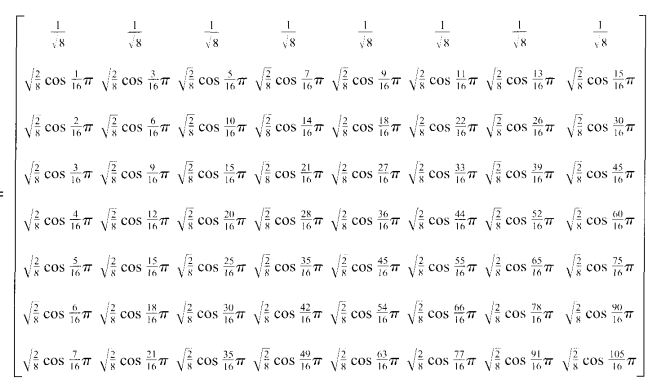 1/√8 1/√8 1/√8 1/√8 1/√8 1/√8 1/√8 1/√8
√2/8 cos 1/16 π √2/8 cos 3/16 π √2/8 cos 5/16 π √2/8 cos 7/16 π √2/8 cos 9/16 π √2/8 cos 11/16 π √2/8 cos 13/16 π √2/8 cos 15/16 π
√2/8 cos 2/16 π √2/8 cos 6/16 π √2/8 cos 10/16 π √2/8 cos 14/16 π √2/8 cos 18/16 π √2/8 cos 22/16 π √2/8 cos 26/16 π √2/8 cos 30/16 π
= √2/8 cos 3/16 π √2/8 cos 9/16 π √2/8 cos 15/16 π √2/8 cos 21/16 π √2/8 cos 27/16 π √2/8 cos 33/16 π √2/8 cos 39/16 π √2/8 cos 45/16 π
√2/8 cos 4/16 π √2/8 cos 12/16 π √2/8 cos 20/16 π √2/8 cos 28/16 π √2/8 cos 36/16 π √2/8 cos 44/16 π √2/8 cos 52/16 π √2/8 cos 60/16 π
√2/8 cos 5/16 π √2/8 cos 15/16 π √2/8 cos 25/16 π √2/8 cos 35/16 π √2/8 cos 45/16 π √2/8 cos 55/16 π √2/8 cos 65/16 π √2/8 cos 75/16 π
√2/8 cos 6/16 π √2/8 cos 18/16 π √2/8 cos 30/16 π √2/8 cos 42/16 π √2/8 cos 54/16 π √2/8 cos 66/16 π √2/8 cos 78/16 π √2/8 cos 90/16 π
√2/8 cos 7/16 π √2/8 cos 21/16 π √2/8 cos 35/16 π √2/8 cos 49/16 π √2/8 cos 63/16 π √2/8 cos 77/16 π √2/8 cos 91/16 π √2/8 cos 105/16 π